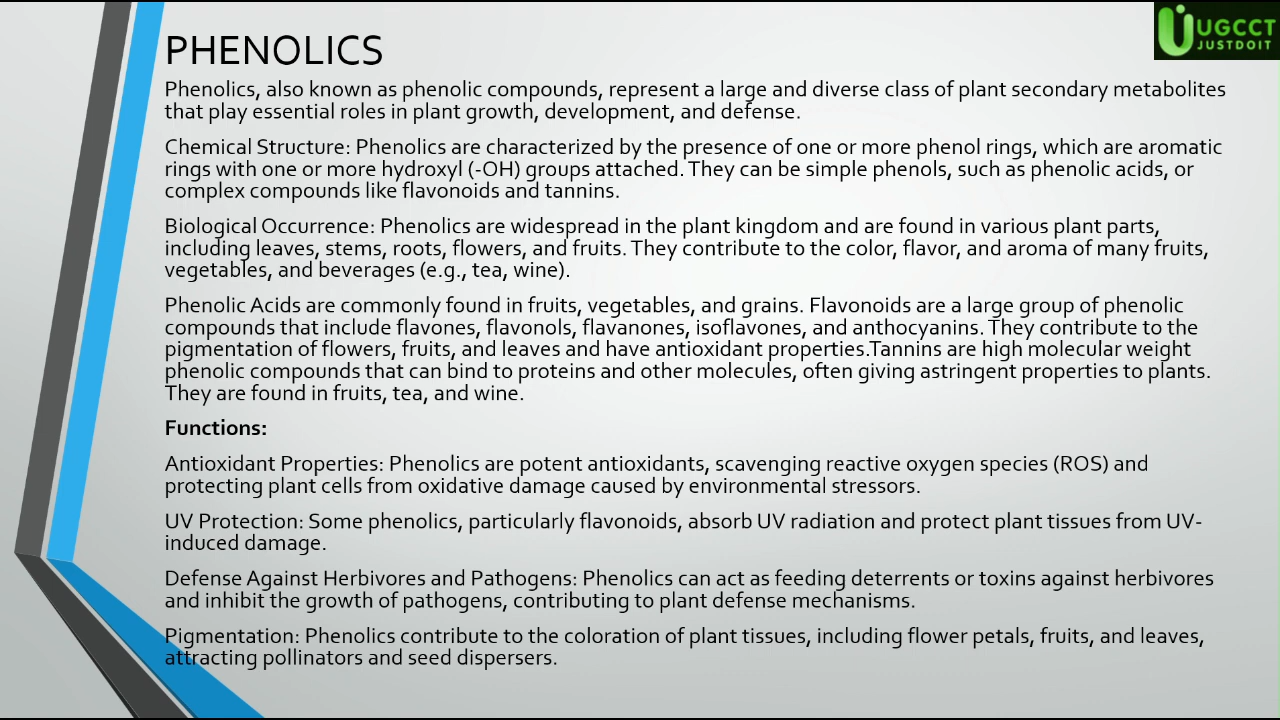 UGCCT
JUSTDOIT
PHENOLICS
Phenolics, also known as phenolic compounds, represent a large and diverse class of plant secondary metabolites
that play essential roles in plant growth, development, and defense.
Chemical Structure: Phenolics are characterized by the presence of one or more phenol rings, which are aromatic
rings with one or more hydroxyl (-OH) groups attached. They can be simple phenols, such as phenolic acids, or
complex compounds like flavonoids and tannins.
Biological Occurrence: Phenolics are widespread in the plant kingdom and are found in various plant parts,
including leaves, stems, roots, flowers, and fruits. They contribute to the color, flavor, and aroma of many fruits,
vegetables, and beverages (e.g., tea, wine).
Phenolic Acids are commonly found in fruits, vegetables, and grains. Flavonoids are a large group of phenolic
compounds that include flavones, flavonols, flavanones, isoflavones, and anthocyanins. They contribute to the
pigmentation of flowers, fruits, and leaves and have antioxidant properties.Tannins are high molecular weight
phenolic compounds that can bind to proteins and other molecules, often giving astringent properties to plants.
They are found in fruits, tea, and wine.
Functions:
Antioxidant Properties: Phenolics are potent antioxidants, scavenging reactive oxygen species (ROS) and
protecting plant cells from oxidative damage caused by environmental stressors.
UV Protection: Some phenolics, particularly flavonoids, absorb UV radiation and protect plant tissues from UV-
induced damage.
Defense Against Herbivores and Pathogens: Phenolics can act as feeding deterrents or toxins against herbivores
and inhibit the growth of pathogens, contributing to plant defense mechanisms.
Pigmentation: Phenolics contribute to the coloration of plant tissues, including flower petals, fruits, and leaves,
attracting pollinators and seed dispersers.